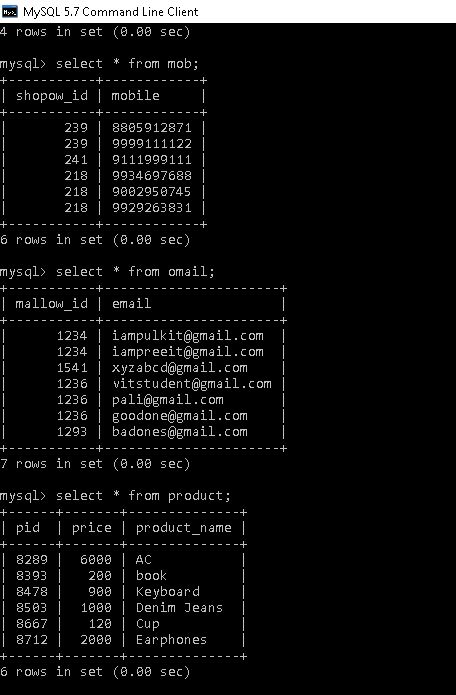 MySQL 5.7 Command Line Client
4 rows in set (0.00 sec)
mysql> select * from mob;
+-----------+------------+
| shopow_id | mobile     |
+-----------+------------+
|       239 | 8805912871 |
|       239 | 9999111122 |
|       241 | 9111999111 |
|       218 | 9934697688 |
|       218 | 9002950745 |
|       218 | 9929263831 |
+-----------+------------+
6 rows in set (0.00 sec)
mysql> select * from omail;
+-----------+----------------------+
| mallow_id | email                |
+-----------+----------------------+
|      1234 | iampulkit@gmail.com  |
|      1234 | iampreeit@gmail.com  |
|      1541 | xyzabcd@gmail.com    |
|      1236 | vitstudent@gmail.com |
|      1236 | pali@gmail.com       |
|      1236 | goodone@gmail.com    |
|      1293 | badones@gmail.com    |
+-----------+----------------------+
7 rows in set (0.00 sec)
mysql> select * from product;
+------+-------+--------------+
| pid  | price | product_name |
+------+-------+--------------+
| 8289 |  6000 | AC           |
| 8393 |   200 | book         |
| 8478 |   900 | Keyboard     |
| 8503 |  1000 | Denim Jeans  |
| 8667 |   120 | Cup          |
| 8712 |  2000 | Earphones    |
+------+-------+--------------+
6 rows in set (0.00 sec)